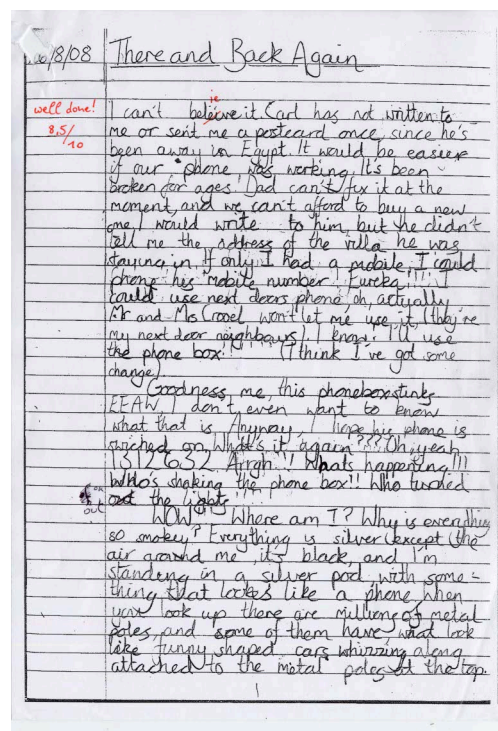 /8/08 There and Back Again
well done!
8.5/10
ie
I can't beleive it. Carl has not written to
me or sent me a postcard once, since he's
been away in Egypt. It would be easier
if our phone was working. It's been
broken for ages. Dad can't fix it at the
moment, and we can't afford to buy a new
one. I would write to him, but he didn't
tell me the address of the villa he was
staying in. If only I had a mobile, I could
phone his mobile number. Eureka!!!! I
could use next doors phone, oh, actually
Mr and Ms won't let me use it (they're
my next door neighbours). I know. I'll use
the phone box!!!!! (I think I've got some
change).
Goodness me, this phonebox stinks
EEAW, I don't even want to know
what that is. Anyway, I hope his phone is
swiched on. What's it again??? Oh, yeah
1312632 Arrgh!!! Whats happening!!!
Who's shaking the phone box!! Who turned
out the lights!!!
out
WOW!!! Where am I? Why is everything
so smokey? Everything is silver (except the
air around me, it's black, and I'm
standing in a silver pod, with some-
thing that looks like a phone, when
you look up there are millions of metal
poles, and some of them have what look
like funny shaped cars whirring along
attached to the metal poles at the top.
1